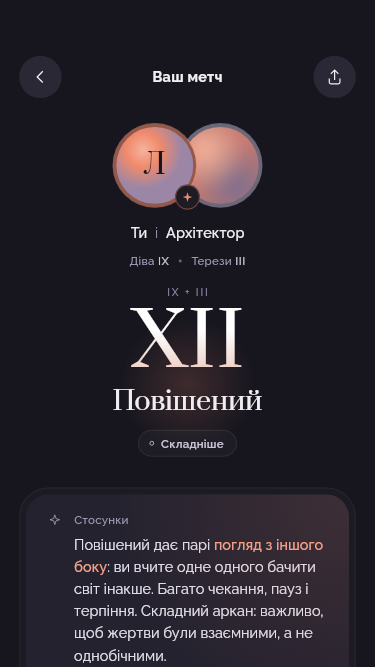 Ваш метч
Л
Ти і Архітектор
Діва IX • Терези III
IX + III
XII
Повішений
Складніше
Стосунки
Повішений дає парі погляд з іншого
боку: ви вчите одне одного бачити
світ інакше. Багато чекання, пауз і
терпіння. Складний аркан: важливо,
щоб жертви були взаємними, а не
однобічними.